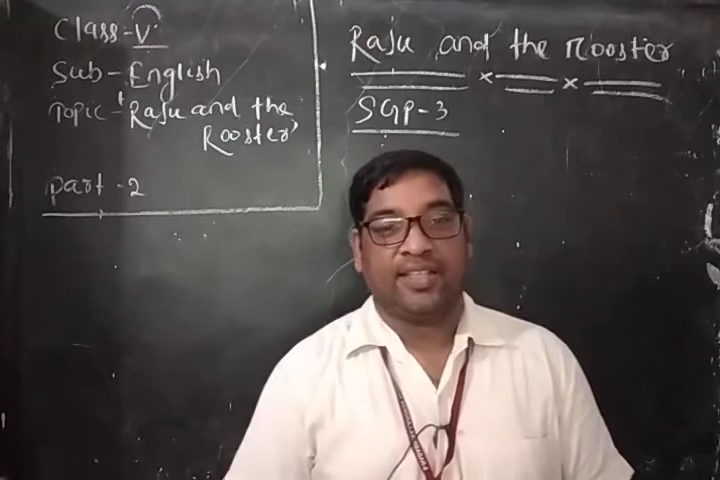 Class - V
Sub - English
Topic - 'Raju and the
Rooster'
Part - 2
Raju and the Rooster
SGP-3